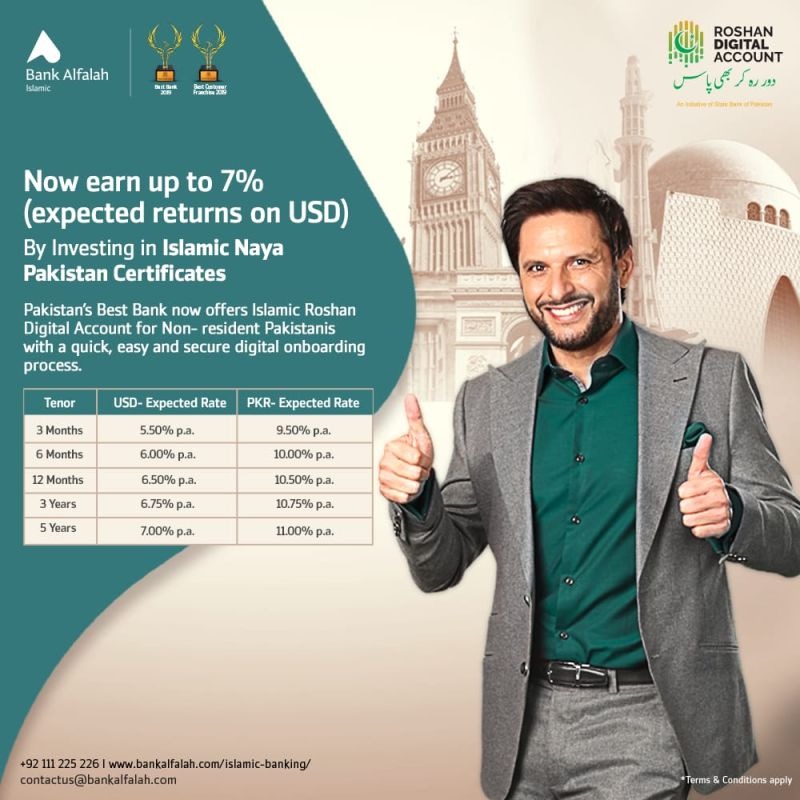 Bank Alfalah
Islamic
Best Bank
2019
Best Customer
Franchise 2019
ROSHAN
DIGITAL
ACCOUNT
دور رہ کر بھی پاس
An Initiative of State Bank of Pakistan
Now earn up to 7%
(expected returns on USD)
By Investing in Islamic Naya
Pakistan Certificates
Pakistan's Best Bank now offers Islamic Roshan
Digital Account for Non- resident Pakistanis
with a quick, easy and secure digital onboarding
process.
Tenor USD- Expected Rate PKR- Expected Rate
3 Months 5.50% p.a. 9.50% p.a.
6 Months 6.00% p.a. 10.00% p.a.
12 Months 6.50% p.a. 10.50% p.a.
3 Years 6.75% p.a. 10.75% p.a.
5 Years 7.00% p.a. 11.00% p.a.
+92 111 225 226 | www.bankalfalah.com/islamic-banking/
contactus@bankalfalah.com
*Terms & Conditions apply